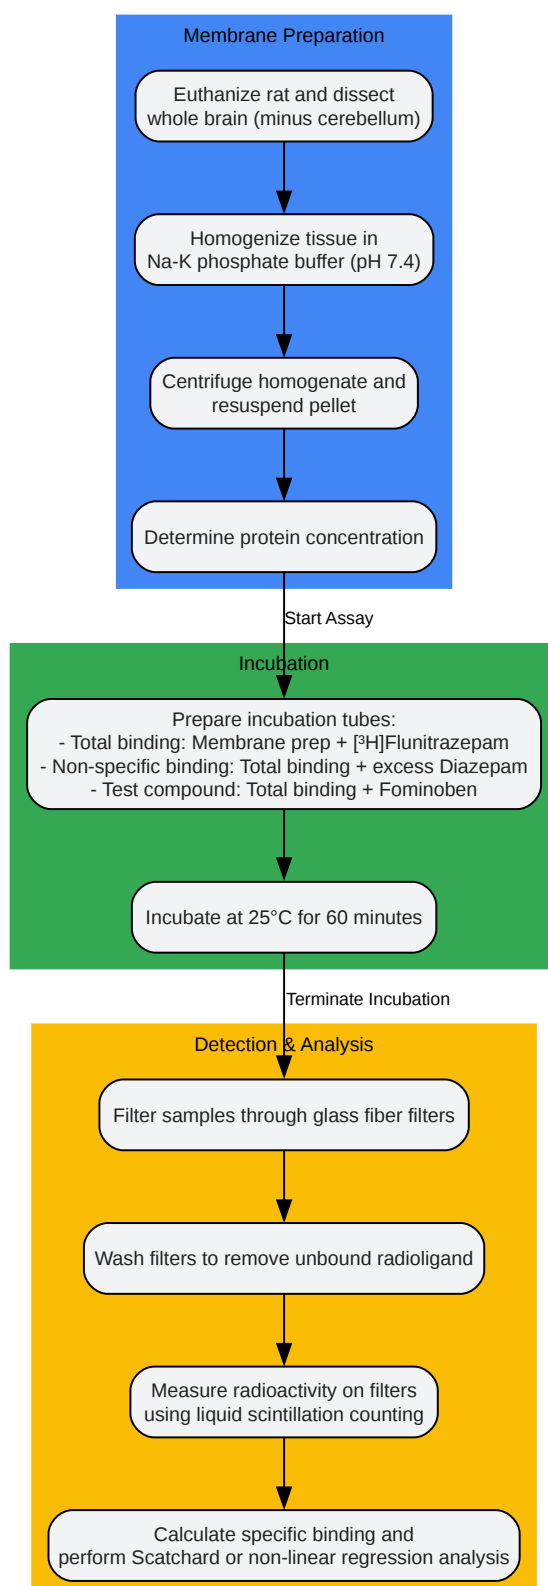 Membrane Preparation
Euthanize rat and dissect
whole brain (minus cerebellum)
Homogenize tissue in
Na-K phosphate buffer (pH 7.4)
Centrifuge homogenate and
resuspend pellet
Determine protein concentration
Start Assay
Incubation
Prepare incubation tubes:
- Total binding: Membrane prep + [³H]Flunitrazepam
- Non-specific binding: Total binding + excess Diazepam
- Test compound: Total binding + Fominoben
Incubate at 25°C for 60 minutes
Terminate Incubation
Detection & Analysis
Filter samples through glass fiber filters
Wash filters to remove unbound radioligand
Measure radioactivity on filters
using liquid scintillation counting
Calculate specific binding and
perform Scatchard or non-linear regression analysis